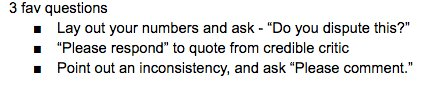 3 fav questions
■ Lay out your numbers and ask - “Do you dispute this?”
■ “Please respond” to quote from credible critic
■ Point out an inconsistency, and ask “Please comment.”